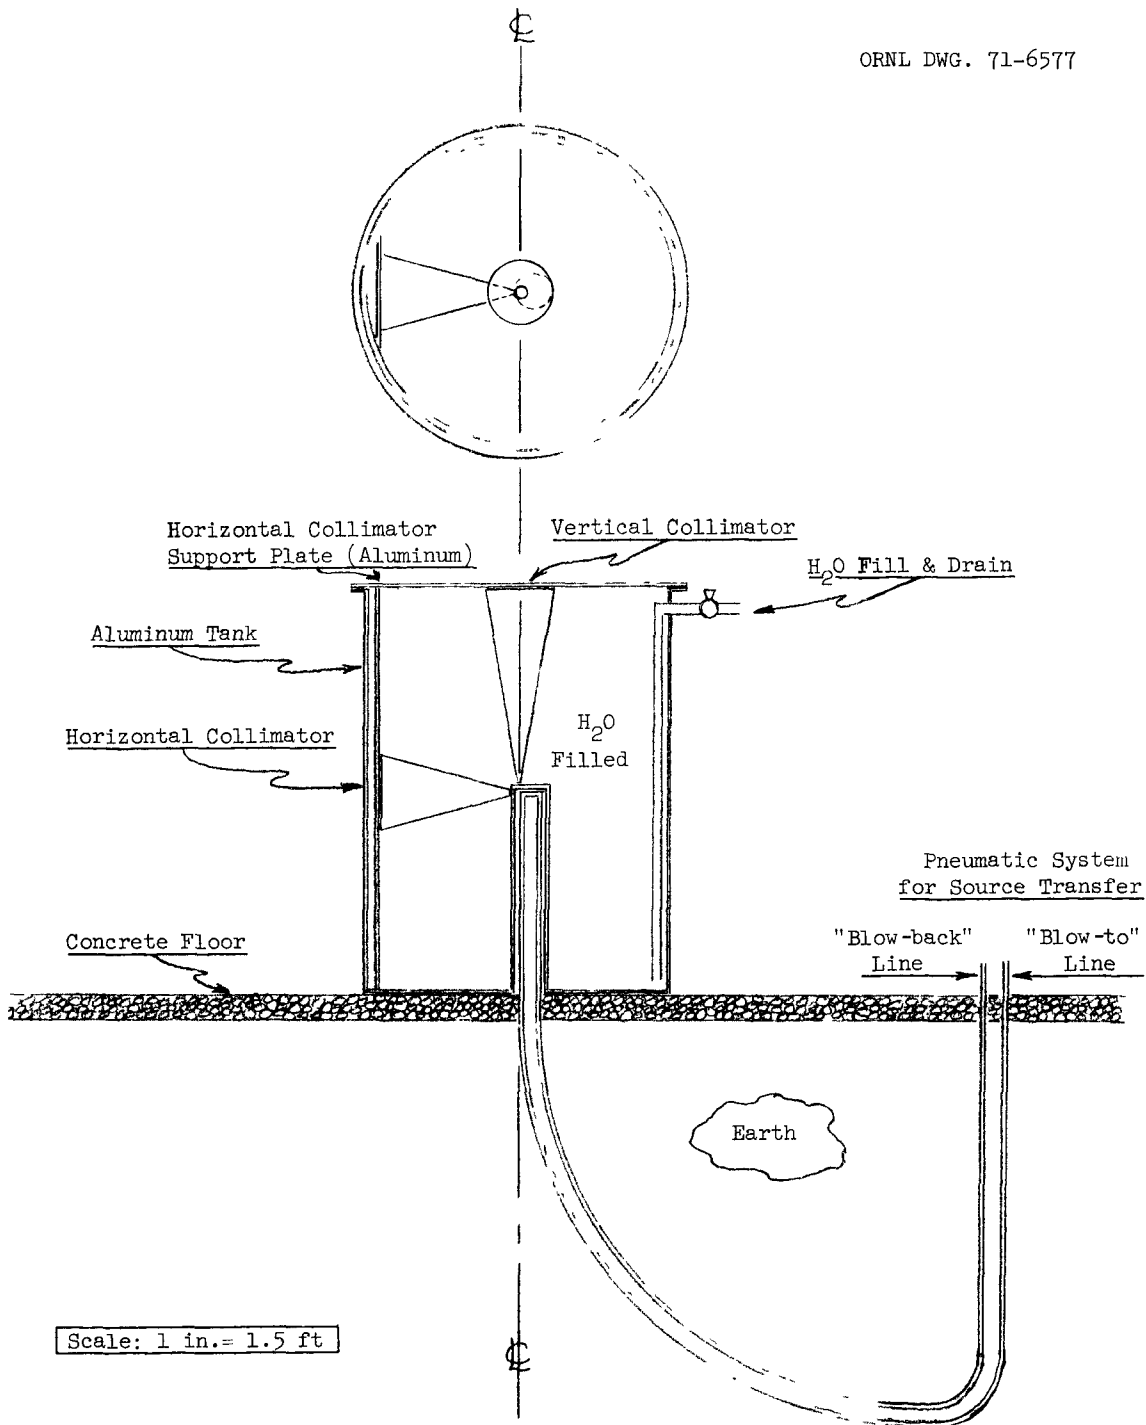 ℄
ORNL DWG. 71-6577
Horizontal Collimator
Support Plate (Aluminum)
Vertical Collimator
H₂O Fill & Drain
Aluminum Tank
Horizontal Collimator
H₂O
Filled
Pneumatic System
for Source Transfer
"Blow-back"
Line
"Blow-to"
Line
Concrete Floor
Earth
Scale: 1 in.= 1.5 ft
℄